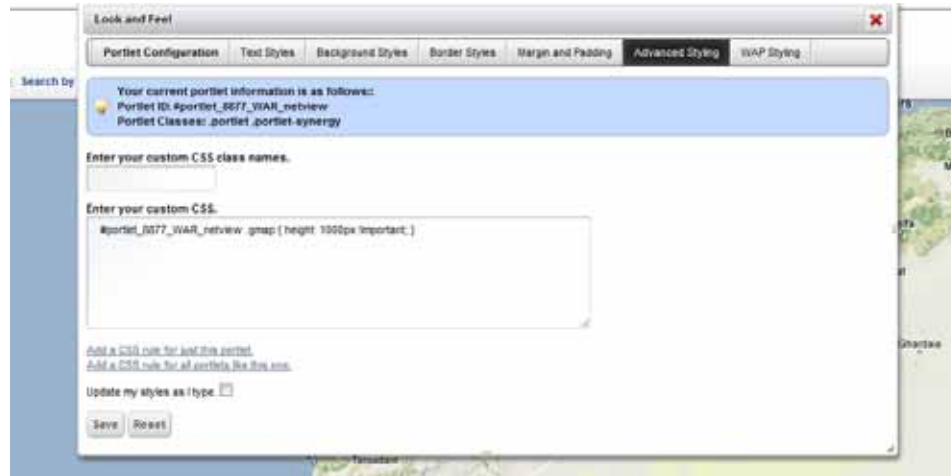 Look and Feel
Portlet Configuration Text Styles Background Styles Border Styles Margin and Padding Advanced Styling WAP Styling
Search by
Your current portlet information is as follows::
Portlet ID: #portlet_8877_WAR_netview
Portlet Classes: .portlet .portlet-synergy
Enter your custom CSS class names.
Enter your custom CSS.
#portlet_8877_WAR_netview .gmap { height: 1000px !important; }
Add a CSS rule for just this portlet.
Add a CSS rule for all portlets like this one.
Ghardaia
Update my styles as I type.
Save Reset